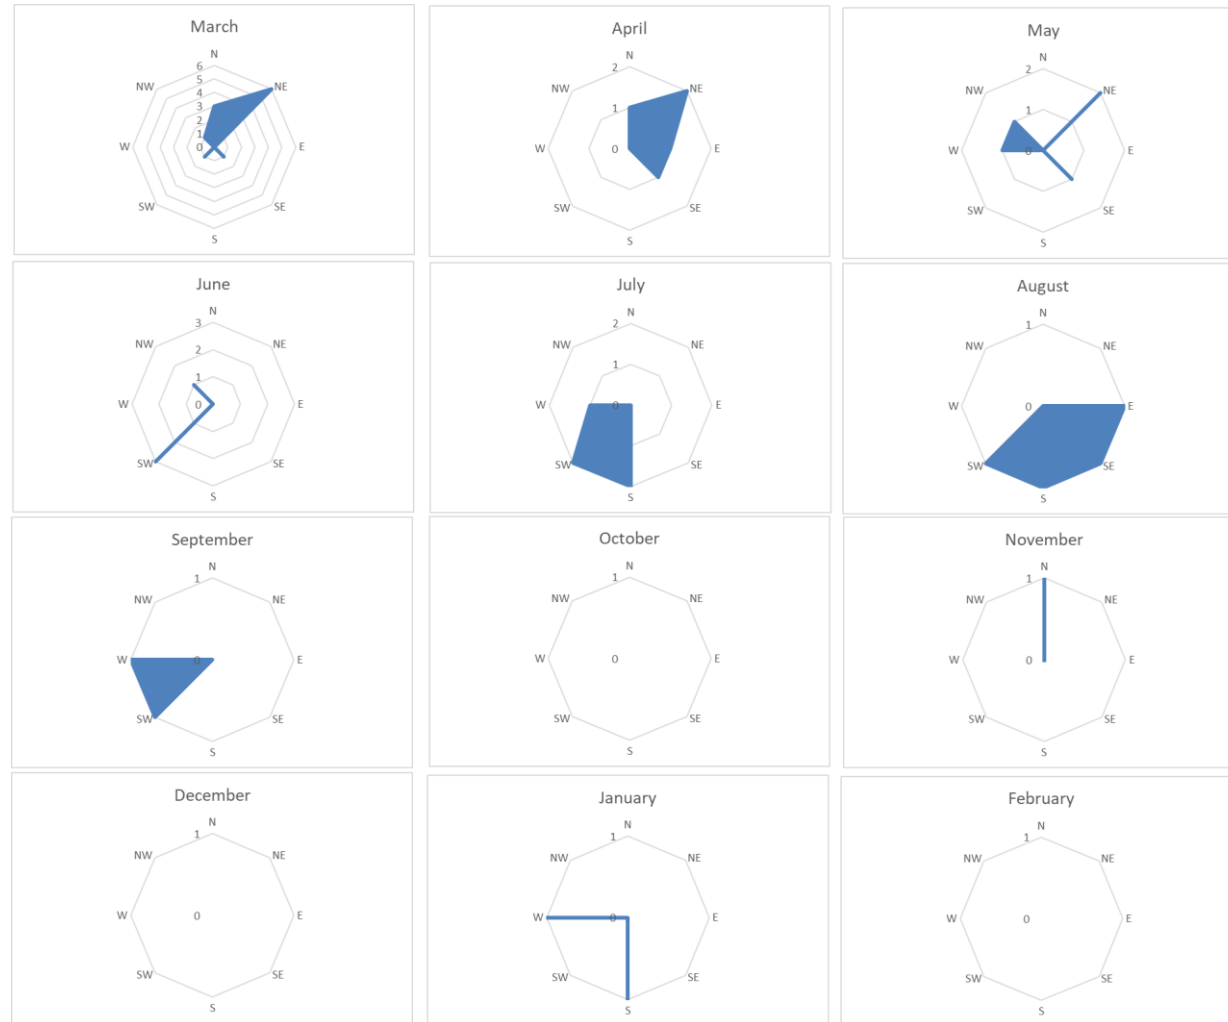 March
N
6
5
4
3
2
1
0
NW
NE
W
E
SW
SE
S
April
N
2
1
0
NW
NE
W
E
SW
SE
S
May
N
2
1
0
NW
NE
W
E
SW
SE
S
June
N
3
2
1
0
NW
NE
W
E
SW
SE
S
July
N
2
1
0
NW
NE
W
E
SW
SE
S
August
N
1
0
NW
NE
W
E
SW
SE
S
September
N
1
0
NW
NE
W
E
SW
SE
S
October
N
1
0
NW
NE
W
E
SW
SE
S
November
N
1
0
NW
NE
W
E
SW
SE
S
December
N
1
0
NW
NE
W
E
SW
SE
S
January
N
1
0
NW
NE
W
E
SW
SE
S
February
N
1
0
NW
NE
W
E
SW
SE
S